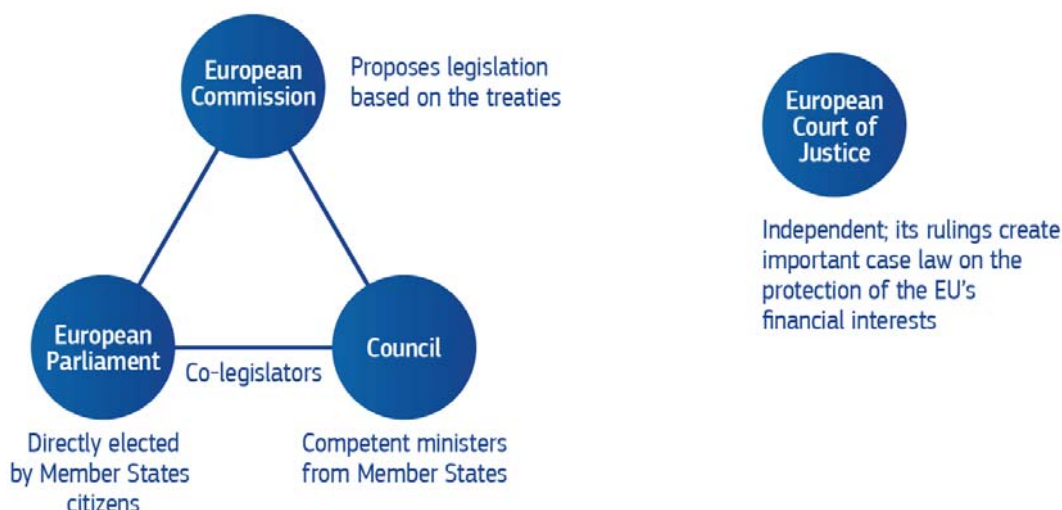 European
Commission
Proposes legislation
based on the treaties
European
Court of
Justice
Independent; its rulings create
important case law on the
protection of the EU's
financial interests
European
Parliament
Co-legislators
Council
Directly elected
by Member States
citizens
Competent ministers
from Member States